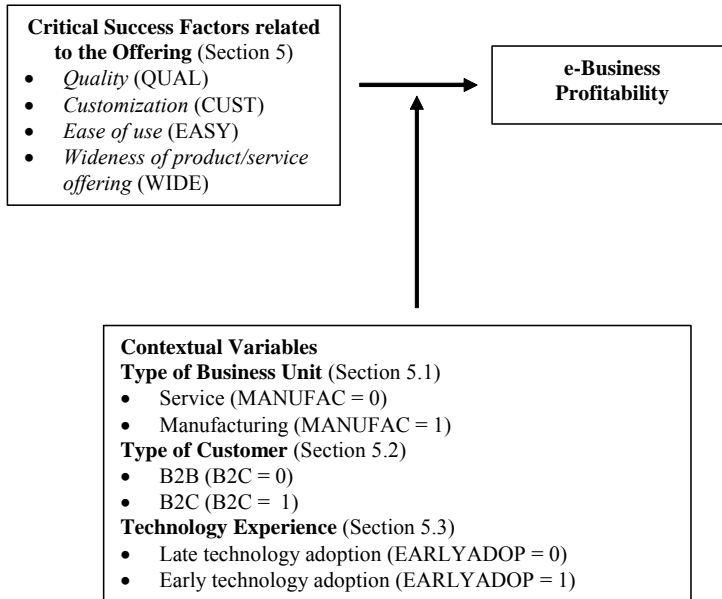 Critical Success Factors related
to the Offering (Section 5)
• Quality (QUAL)
• Customization (CUST)
• Ease of use (EASY)
• Wideness of product/service
offering (WIDE)
e-Business
Profitability
Contextual Variables
Type of Business Unit (Section 5.1)
• Service (MANUFAC = 0)
• Manufacturing (MANUFAC = 1)
Type of Customer (Section 5.2)
• B2B (B2C = 0)
• B2C (B2C = 1)
Technology Experience (Section 5.3)
• Late technology adoption (EARLYADOP = 0)
• Early technology adoption (EARLYADOP = 1)